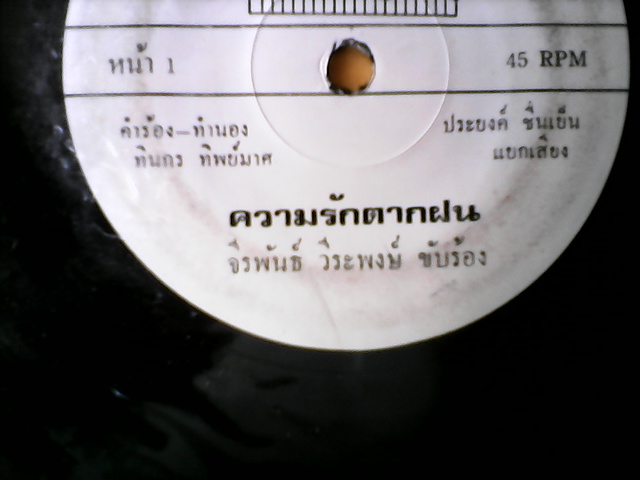 หน้า 1
45 RPM
คำร้อง–ทำนอง
ทินกร ทิพย์มาศ
ประยงค์ ชื่นเย็น
แยกเสียง
ความรักตากฝน
จีรพันธ์ วีระพงษ์ ขับร้อง